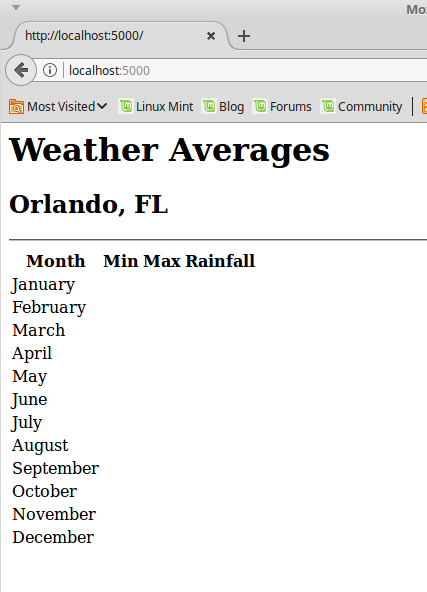 Mo
http://localhost:5000/
localhost:5000
Most Visited Linux Mint Blog Forums Community
Weather Averages
Orlando, FL
Month Min Max Rainfall
January
February
March
April
May
June
July
August
September
October
November
December